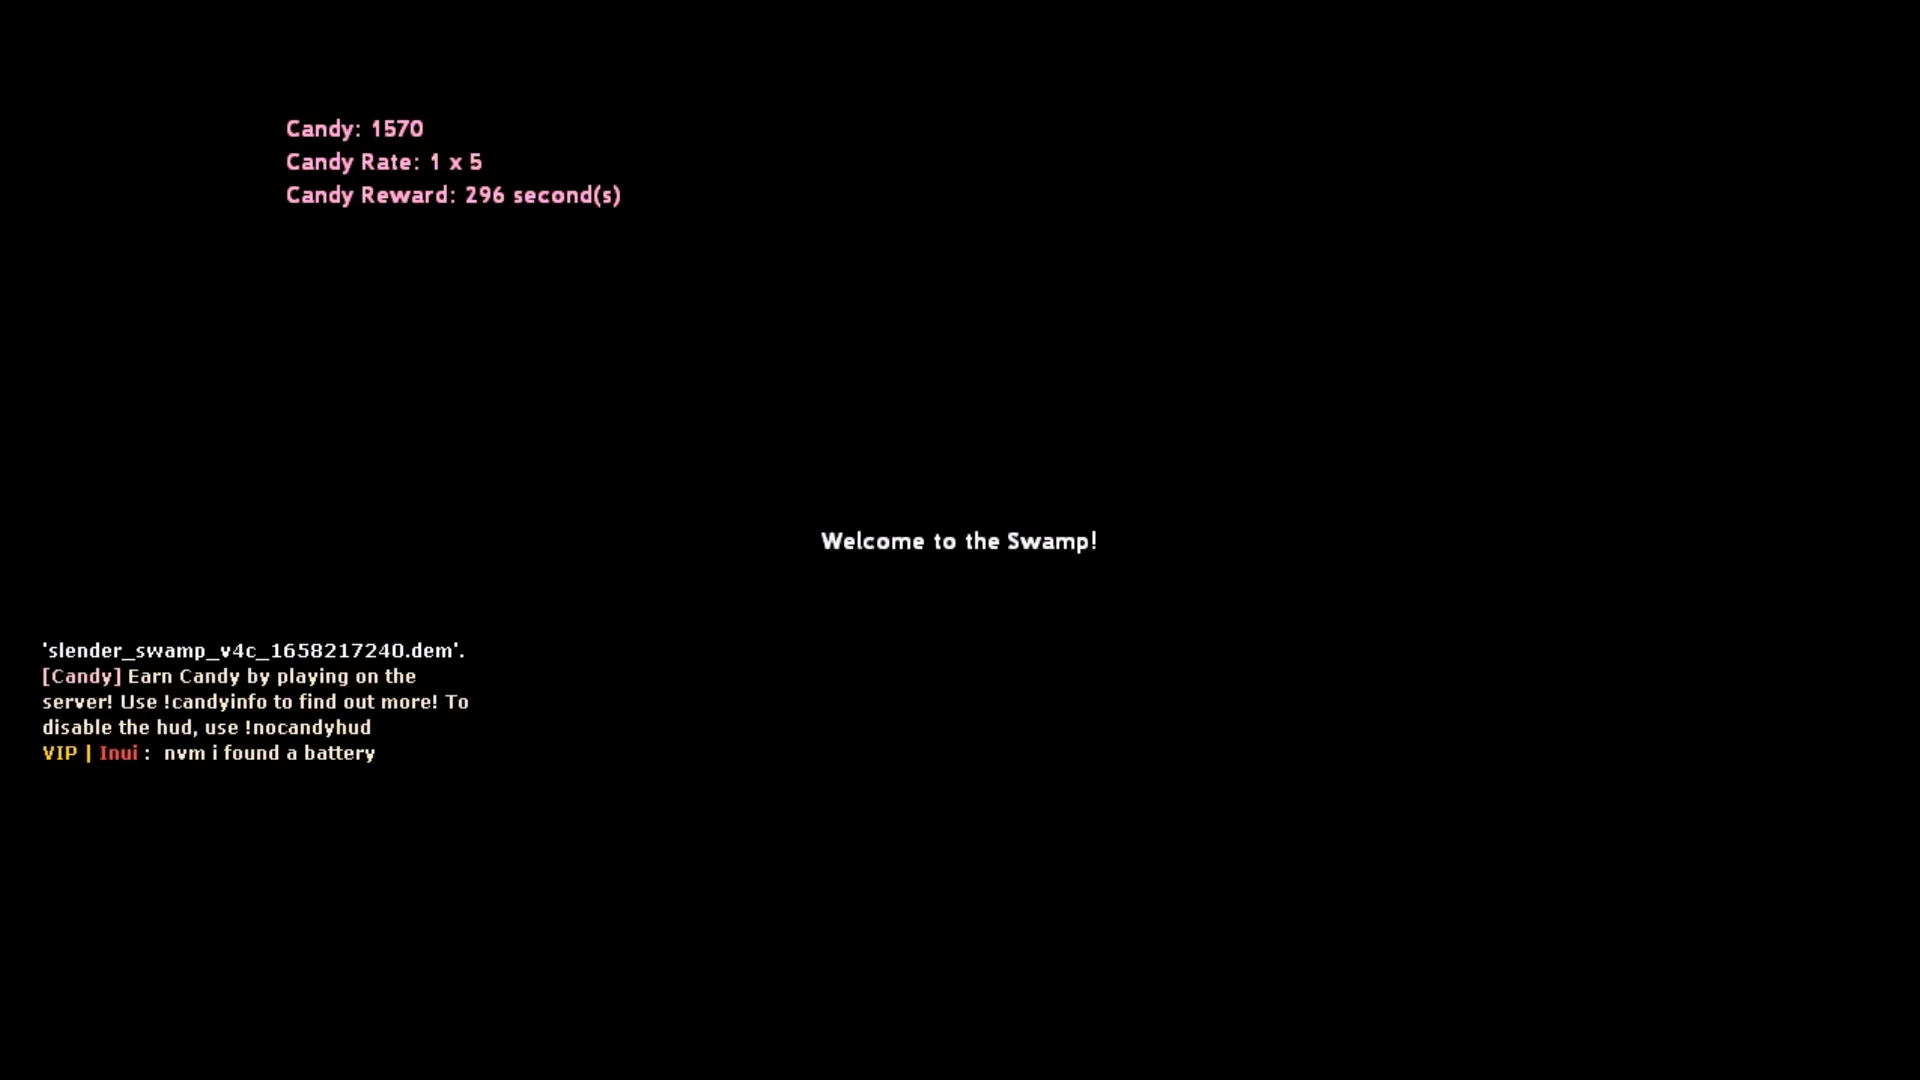 Candy: 1570
Candy Rate: 1 x 5
Candy Reward: 296 second(s)
Welcome to the Swamp!
'slender_swamp_v4c_1658217240.dem'.
[Candy] Earn Candy by playing on the
server! Use !candyinfo to find out more! To
disable the hud, use !nocandyhud
VIP | Inui :  nvm i found a battery